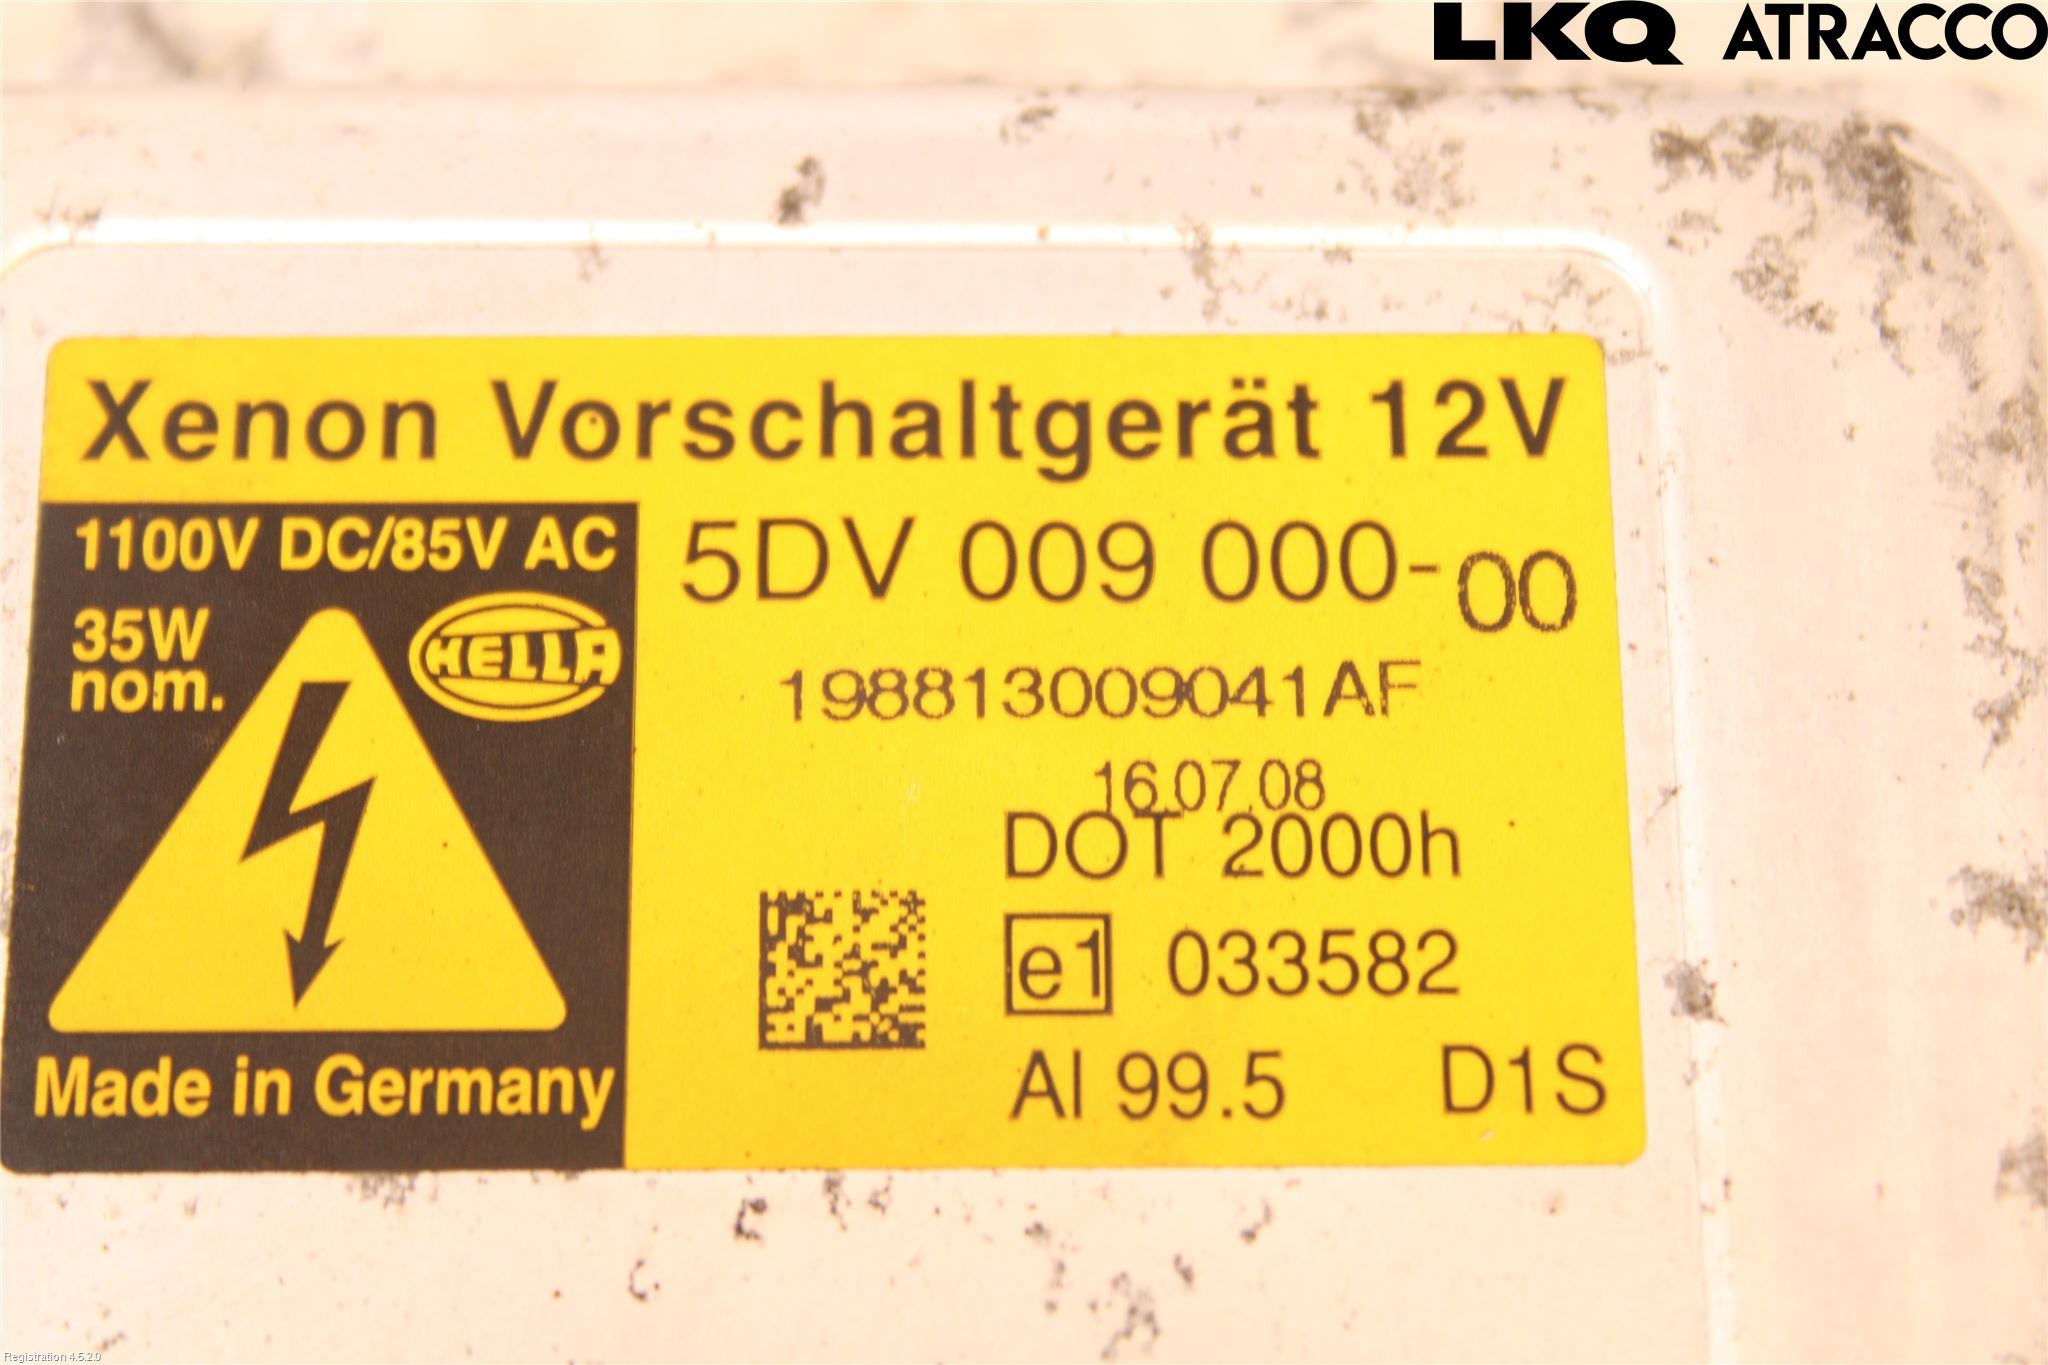 LKQ ATRACCO
Xenon Vorschaltgerät 12V
1100V DC/85V AC
35W
nom.
HELLA
Made in Germany
5DV 009 000-00
198813009041AF
16.07.08
DOT 2000h
e1 033582
Al 99.5 D1S
Registration 4.5.2.0